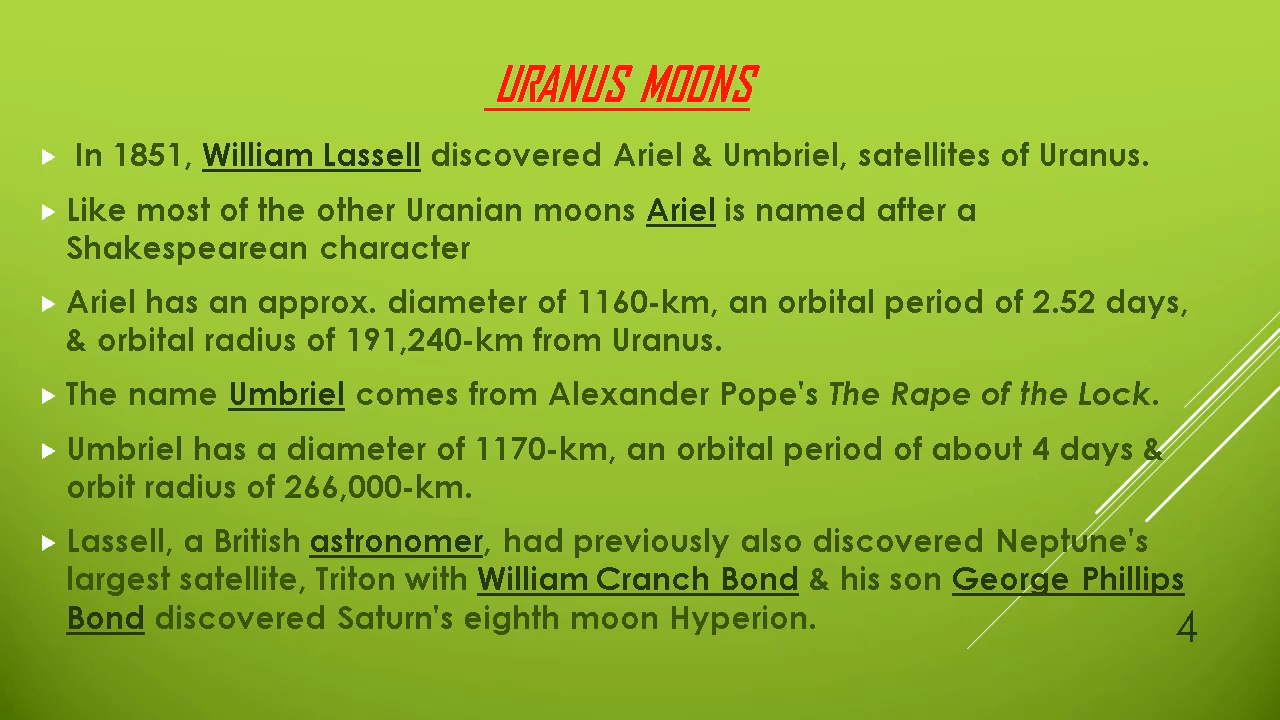 URANUS MOONS
In 1851, William Lassell discovered Ariel & Umbriel, satellites of Uranus.
Like most of the other Uranian moons Ariel is named after a
Shakespearean character
Ariel has an approx. diameter of 1160-km, an orbital period of 2.52 days,
& orbital radius of 191,240-km from Uranus.
The name Umbriel comes from Alexander Pope's The Rape of the Lock.
Umbriel has a diameter of 1170-km, an orbital period of about 4 days &
orbit radius of 266,000-km.
Lassell, a British astronomer, had previously also discovered Neptune's
largest satellite, Triton with William Cranch Bond & his son George Phillips
Bond discovered Saturn's eighth moon Hyperion.
4